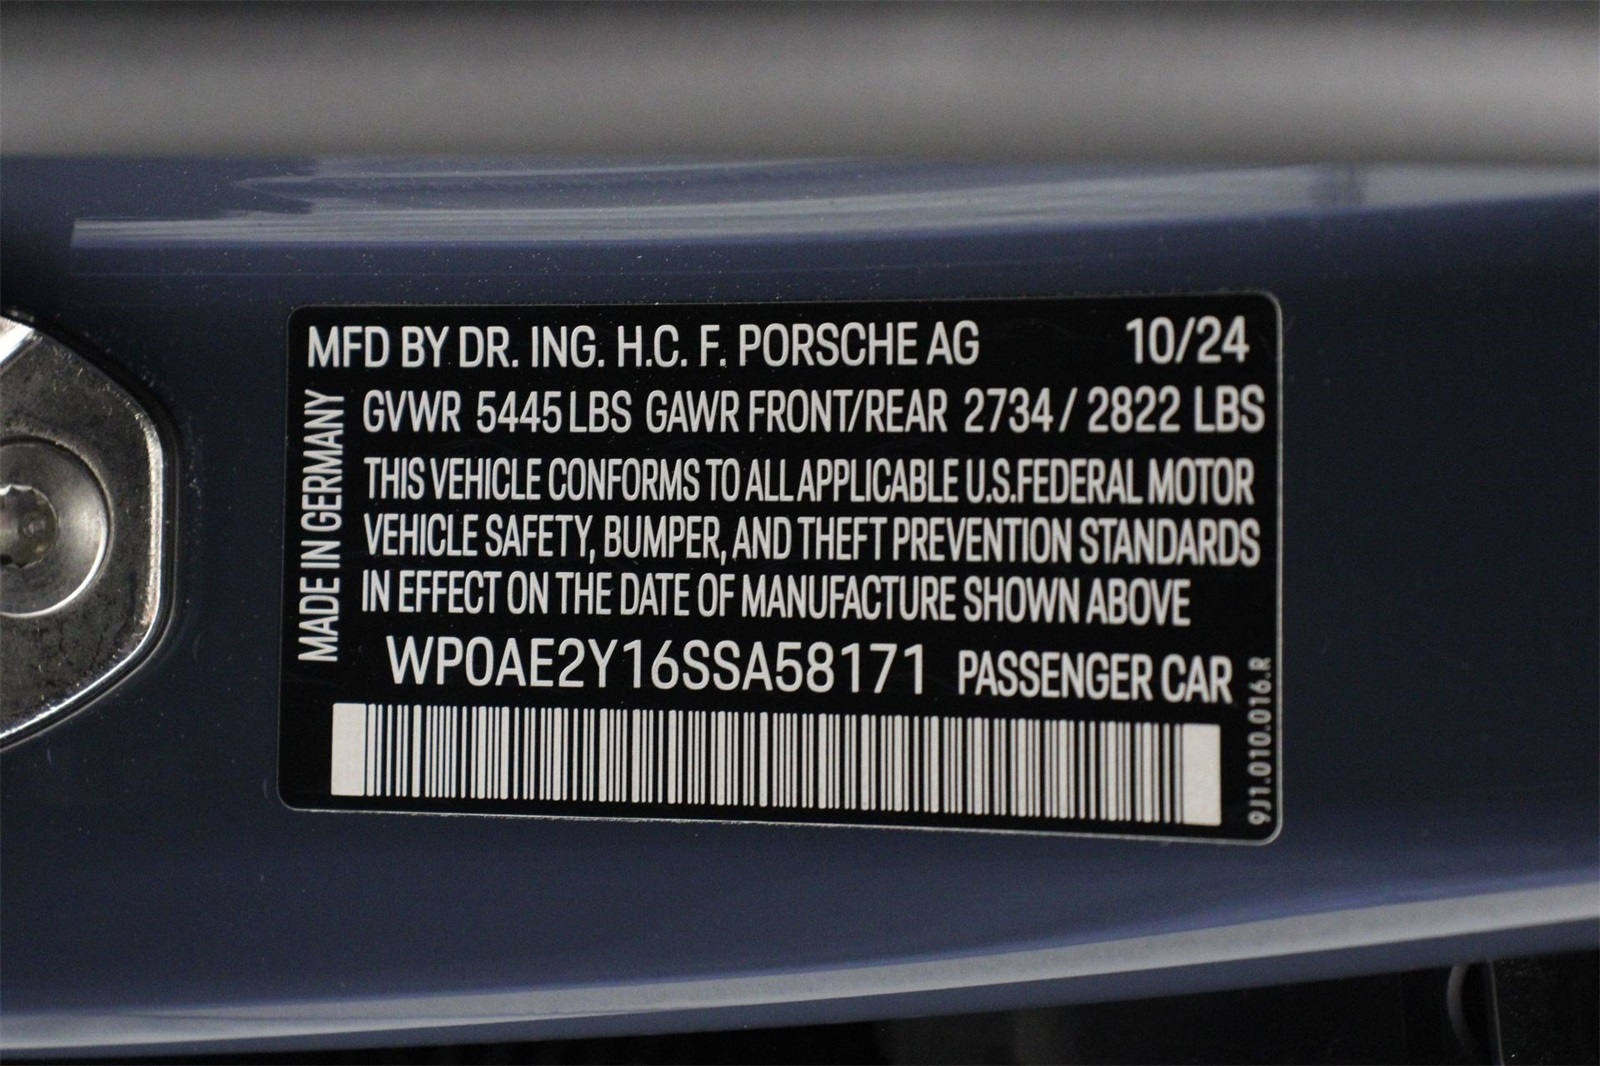 MFD BY DR. ING. H.C. F. PORSCHE AG 10/24
GVWR 5445 LBS GAWR FRONT/REAR 2734 / 2822 LBS
THIS VEHICLE CONFORMS TO ALL APPLICABLE U.S.FEDERAL MOTOR
VEHICLE SAFETY, BUMPER, AND THEFT PREVENTION STANDARDS
IN EFFECT ON THE DATE OF MANUFACTURE SHOWN ABOVE
WP0AE2Y16SSA58171 PASSENGER CAR
MADE IN GERMANY
9J1.010.016.R